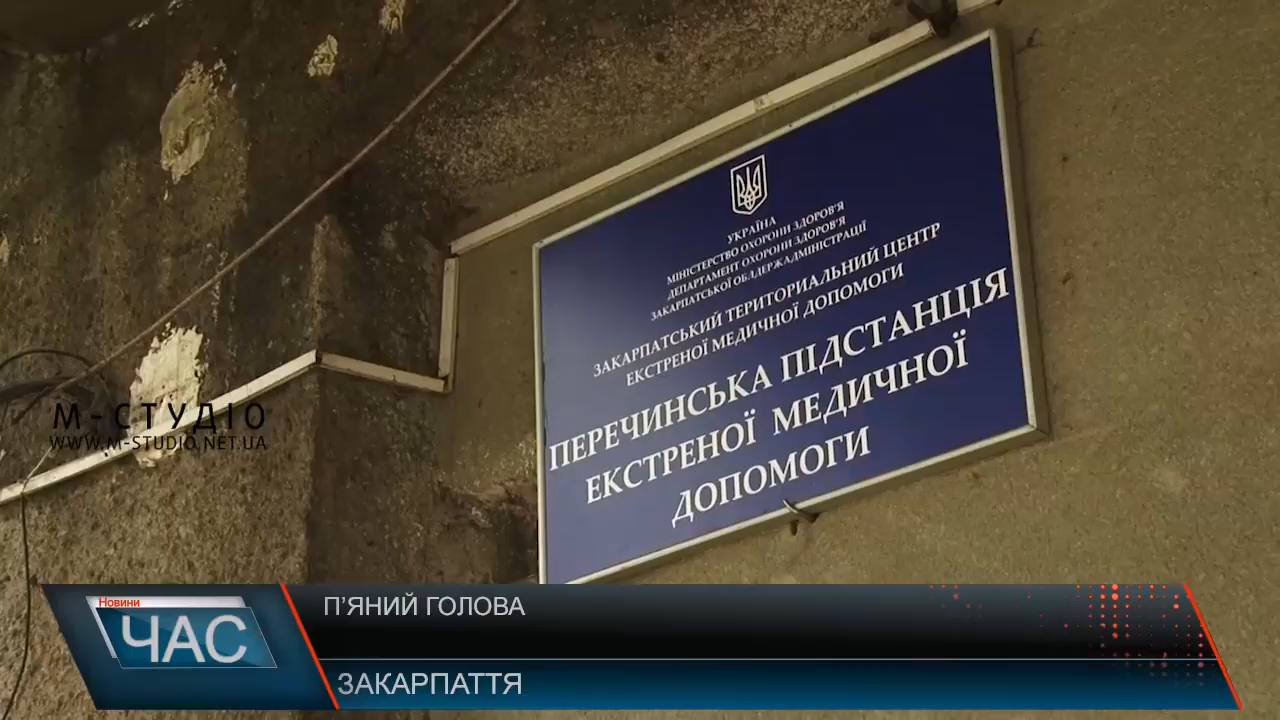 УКРАЇНА
МІНІСТЕРСТВО ОХОРОНИ ЗДОРОВ'Я
ДЕПАРТАМЕНТ ОХОРОНИ ЗДОРОВ'Я
ЗАКАРПАТСЬКОЇ ОБЛДЕРЖАДМІНІСТРАЦІЇ
ЗАКАРПАТСЬКИЙ ТЕРИТОРИАЛЬНИЙ ЦЕНТР
ЕКСТРЕНОЇ МЕДИЧНОЇ ДОПОМОГИ
ПЕРЕЧИНСЬКА ПІДСТАНЦІЯ
ЕКСТРЕНОЇ МЕДИЧНОЇ
ДОПОМОГИ
М-СТУДІО
WWW.M-STUDIO.NET.UA
Новини
ЧАС
П'ЯНИЙ ГОЛОВА
ЗАКАРПАТТЯ